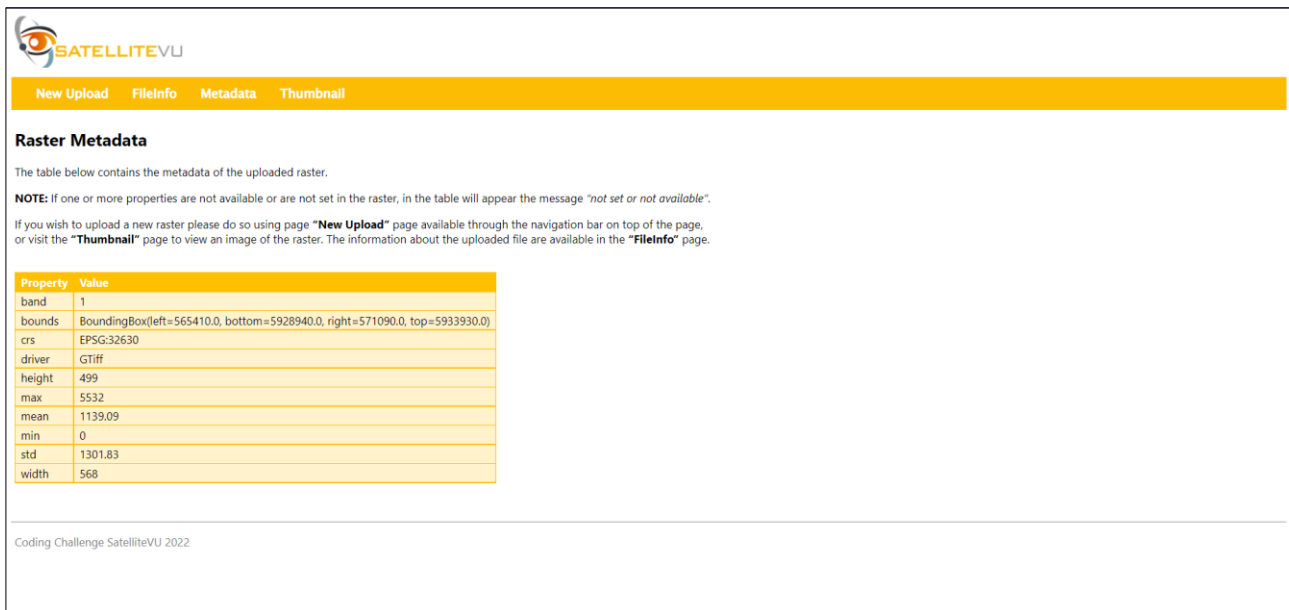 SATELLITEVU
New Upload FileInfo Metadata Thumbnail
Raster Metadata
The table below contains the metadata of the uploaded raster.
NOTE: If one or more properties are not available or are not set in the raster, in the table will appear the message “not set or not available”.
If you wish to upload a new raster please do so using page “New Upload” page available through the navigation bar on top of the page,
or visit the “Thumbnail” page to view an image of the raster. The information about the uploaded file are available in the “FileInfo” page.
Property Value
band 1
bounds BoundingBox(left=565410.0, bottom=5928940.0, right=571090.0, top=5933930.0)
crs EPSG:32630
driver GTiff
height 499
max 5532
mean 1139.09
min 0
std 1301.83
width 568
Coding Challenge SatelliteVU 2022